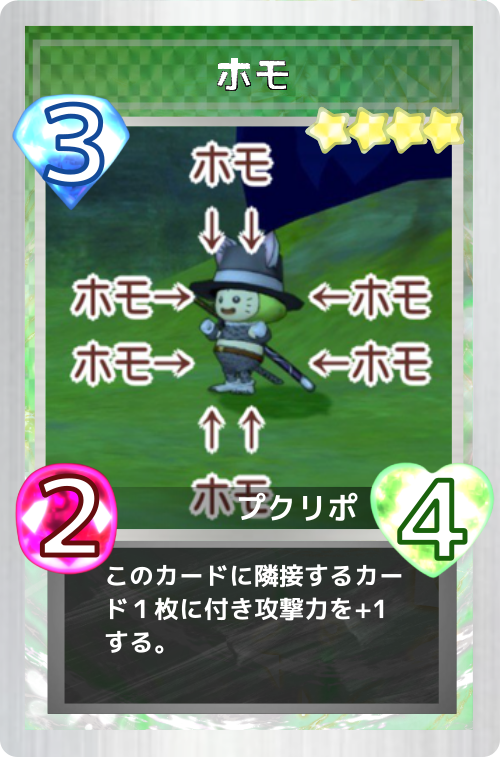 ホモ
3
ホモ
↓↓
ホモ→ ←ホモ
ホモ→ ←ホモ
↑↑
ホモ
プクリポ
2 4
このカードに隣接するカー
ド1枚に付き攻撃力を+1
する。